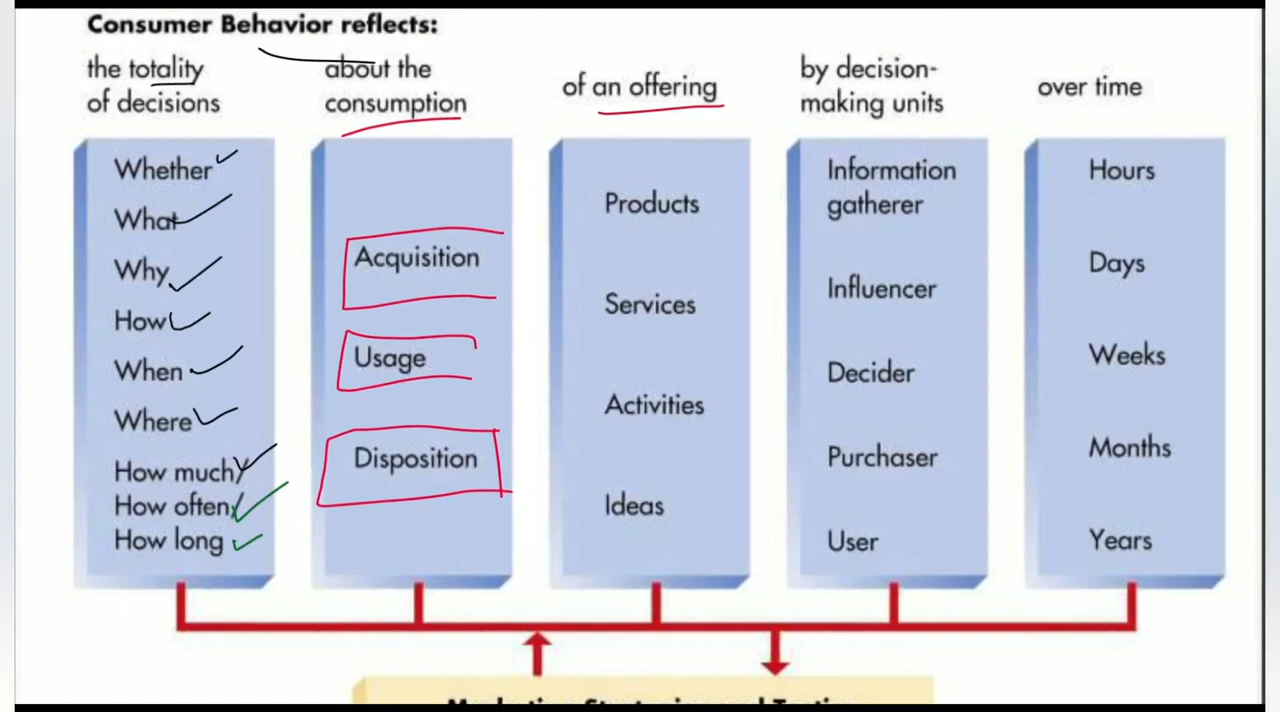 Consumer Behavior reflects:
the totality
of decisions
about the
consumption
of an offering
by decision-
making units
over time
Whether
What
Why
How
When
Where
How much/
How often/
How long
Acquisition
Usage
Disposition
Products
Services
Activities
Ideas
Information
gatherer
Influencer
Decider
Purchaser
User
Hours
Days
Weeks
Months
Years